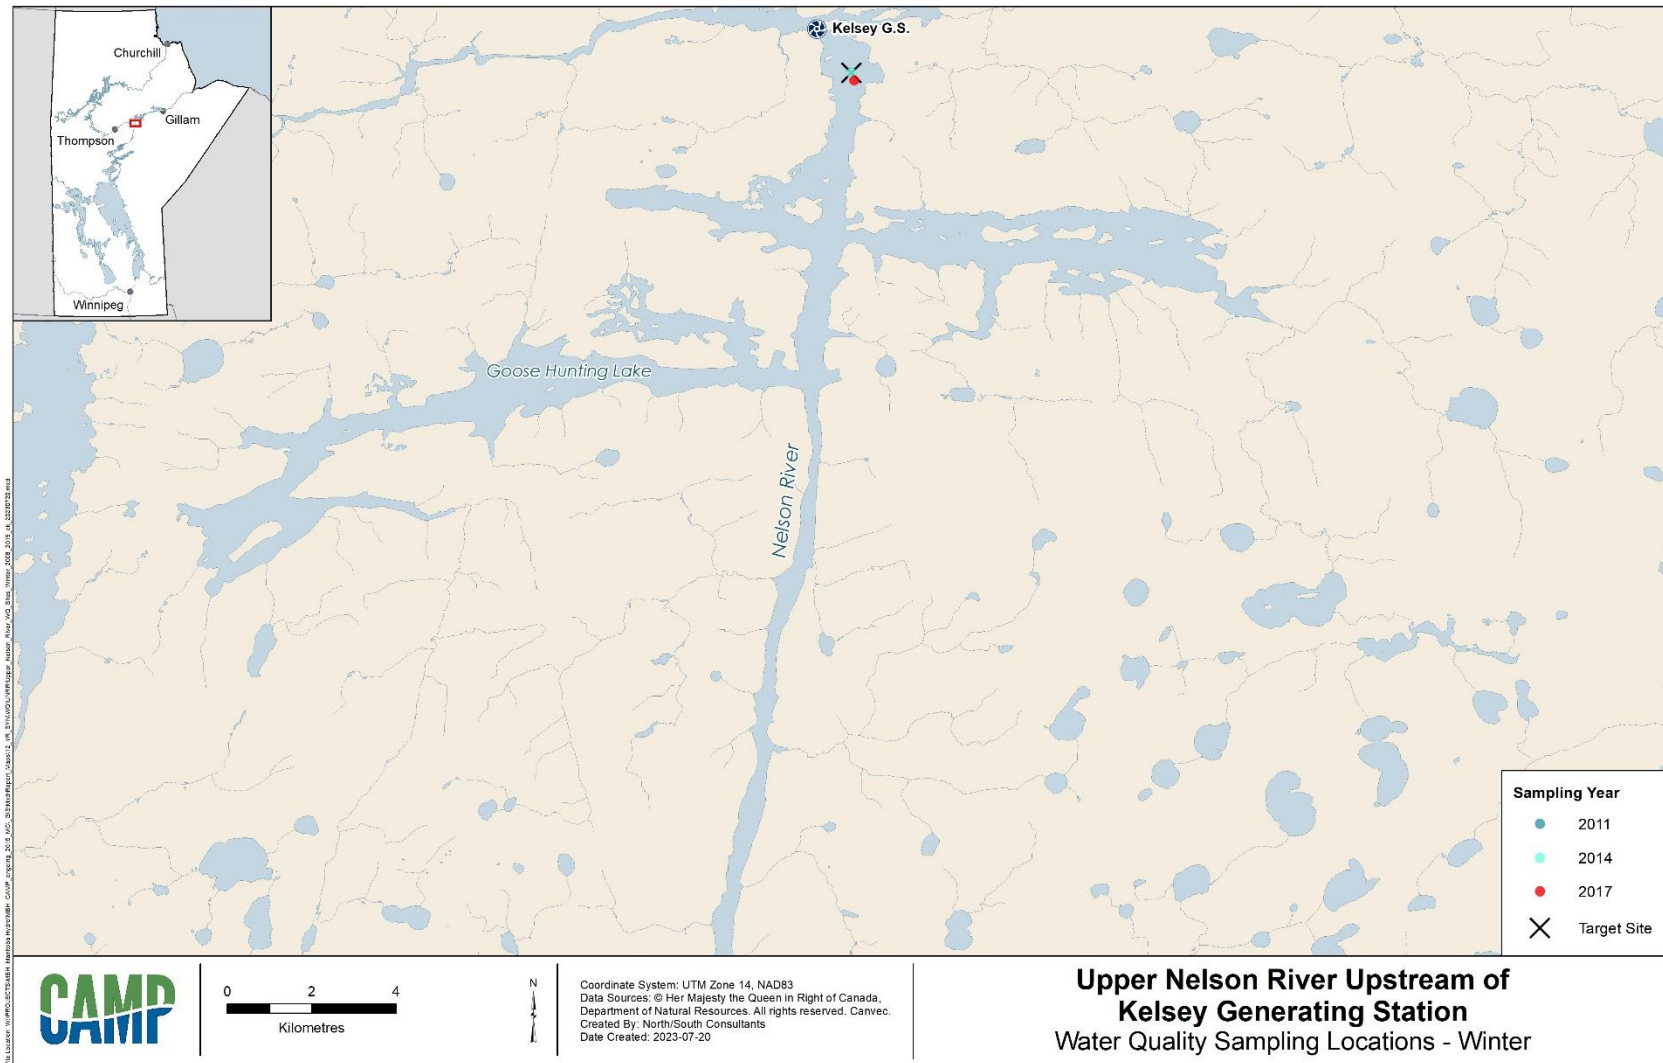 Kelsey G.S.
Churchill
Gillam
Thompson
Winnipeg
Goose Hunting Lake
Nelson River
Sampling Year
2011
2014
2017
Target Site
CAMP
0 2 4
Kilometres
N
Coordinate System: UTM Zone 14, NAD83
Data Sources: © Her Majesty the Queen in Right of Canada,
Department of Natural Resources. All rights reserved. Canvec.
Created By: North/South Consultants
Date Created: 2023-07-20
Upper Nelson River Upstream of
Kelsey Generating Station
Water Quality Sampling Locations - Winter